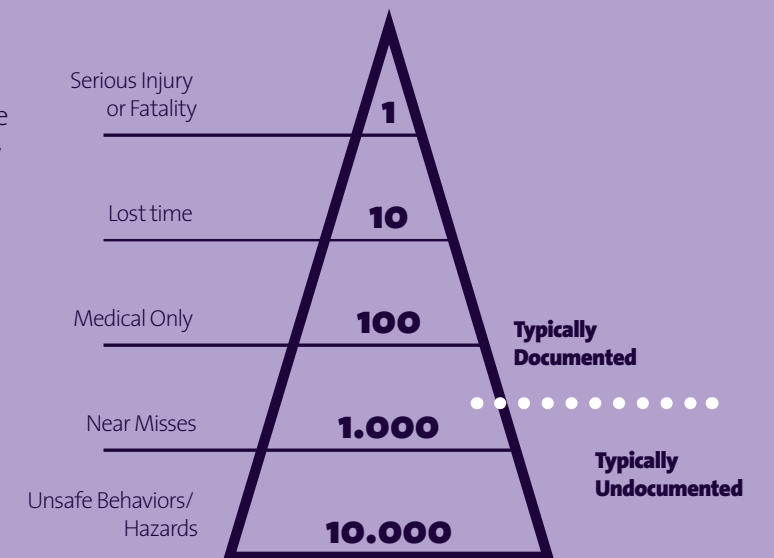 Serious Injury
or Fatality
1
Lost time
10
Medical Only
100
Typically
Documented
Near Misses
1.000
Typically
Undocumented
Unsafe Behaviors/
Hazards
10.000